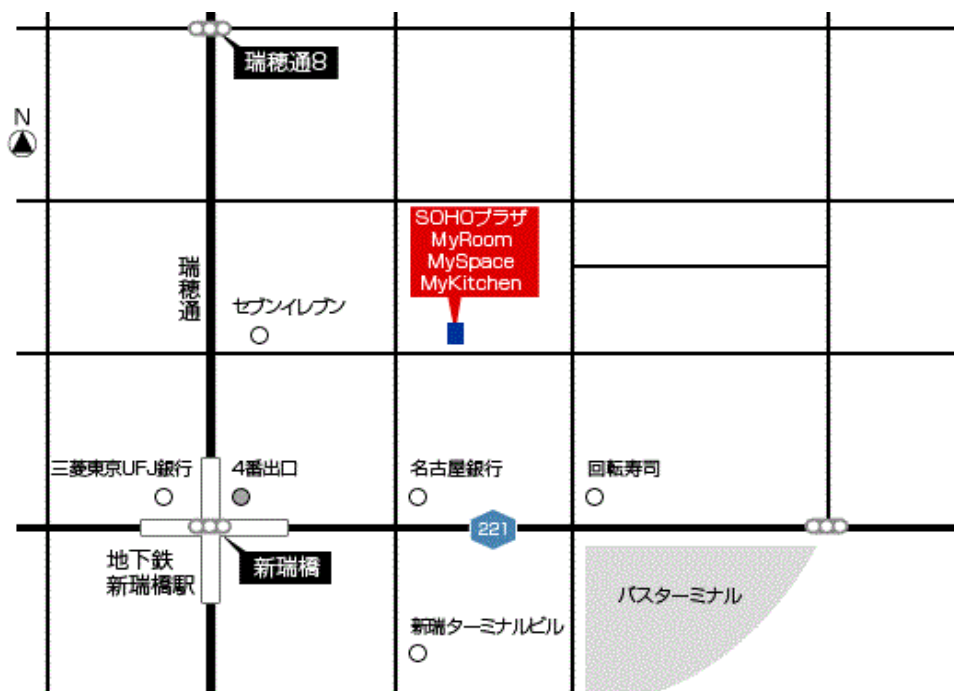 瑞穂通8
N
SOHOプラザ
MyRoom
MySpace
MyKitchen
瑞穂通
セブンイレブン
三菱東京UFJ銀行
4番出口
名古屋銀行
回転寿司
221
地下鉄
新瑞橋駅
新瑞橋
バスターミナル
新瑞ターミナルビル